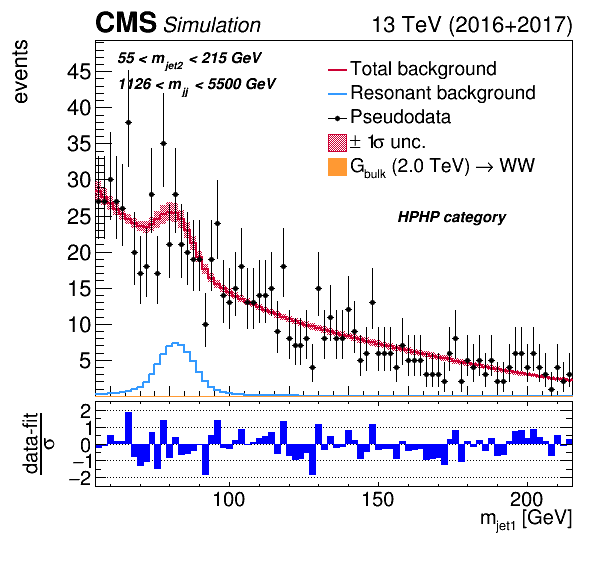 CMS Simulation 13 TeV (2016+2017)
events
55 < m_jet2 < 215 GeV
1126 < m_jj < 5500 GeV
Total background
Resonant background
Pseudodata
± 1σ unc.
G_bulk (2.0 TeV) → WW
HPHP category
45
40
35
30
25
20
15
10
5
data-fit
σ
2
1
0
−1
−2
100 150 200
m_jet1 [GeV]